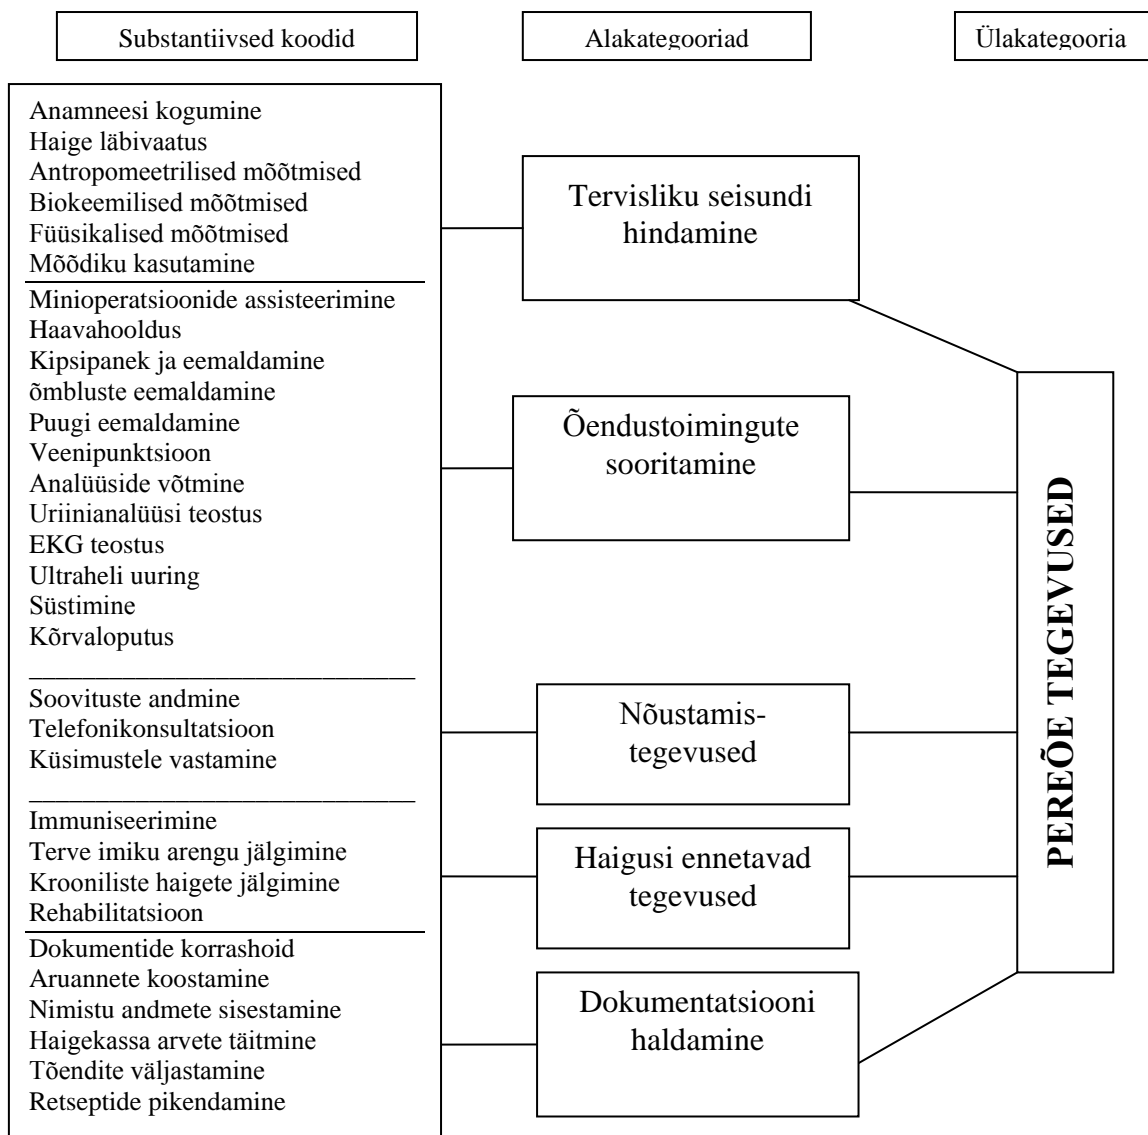 Substantiivsed koodid
Alakategooriad
Ülakategooria
Anamneesi kogumine
Haige läbivaatus
Antropomeetrilised mõõtmised
Biokeemilised mõõtmised
Füüsikalised mõõtmised
Mõõdiku kasutamine
Minioperatsioonide assisteerimine
Haavahooldus
Kipsipanek ja eemaldamine
õmbluste eemaldamine
Puugi eemaldamine
Veenipunktsioon
Analüüside võtmine
Uriinianalüüsi teostus
EKG teostus
Ultraheli uuring
Süstimine
Kõrvaloputus
Soovituste andmine
Telefonikonsultatsioon
Küsimustele vastamine
Immuniseerimine
Terve imiku arengu jälgimine
Krooniliste haigete jälgimine
Rehabilitatsioon
Dokumentide korrashoid
Aruannete koostamine
Nimistu andmete sisestamine
Haigekassa arvete täitmine
Tõendite väljastamine
Retseptide pikendamine
Tervisliku seisundi
hindamine
Õendustoimingute
sooritamine
Nõustamis-
tegevused
Haigusi ennetavad
tegevused
Dokumentatsiooni
haldamine
PEREÕE TEGEVUSED